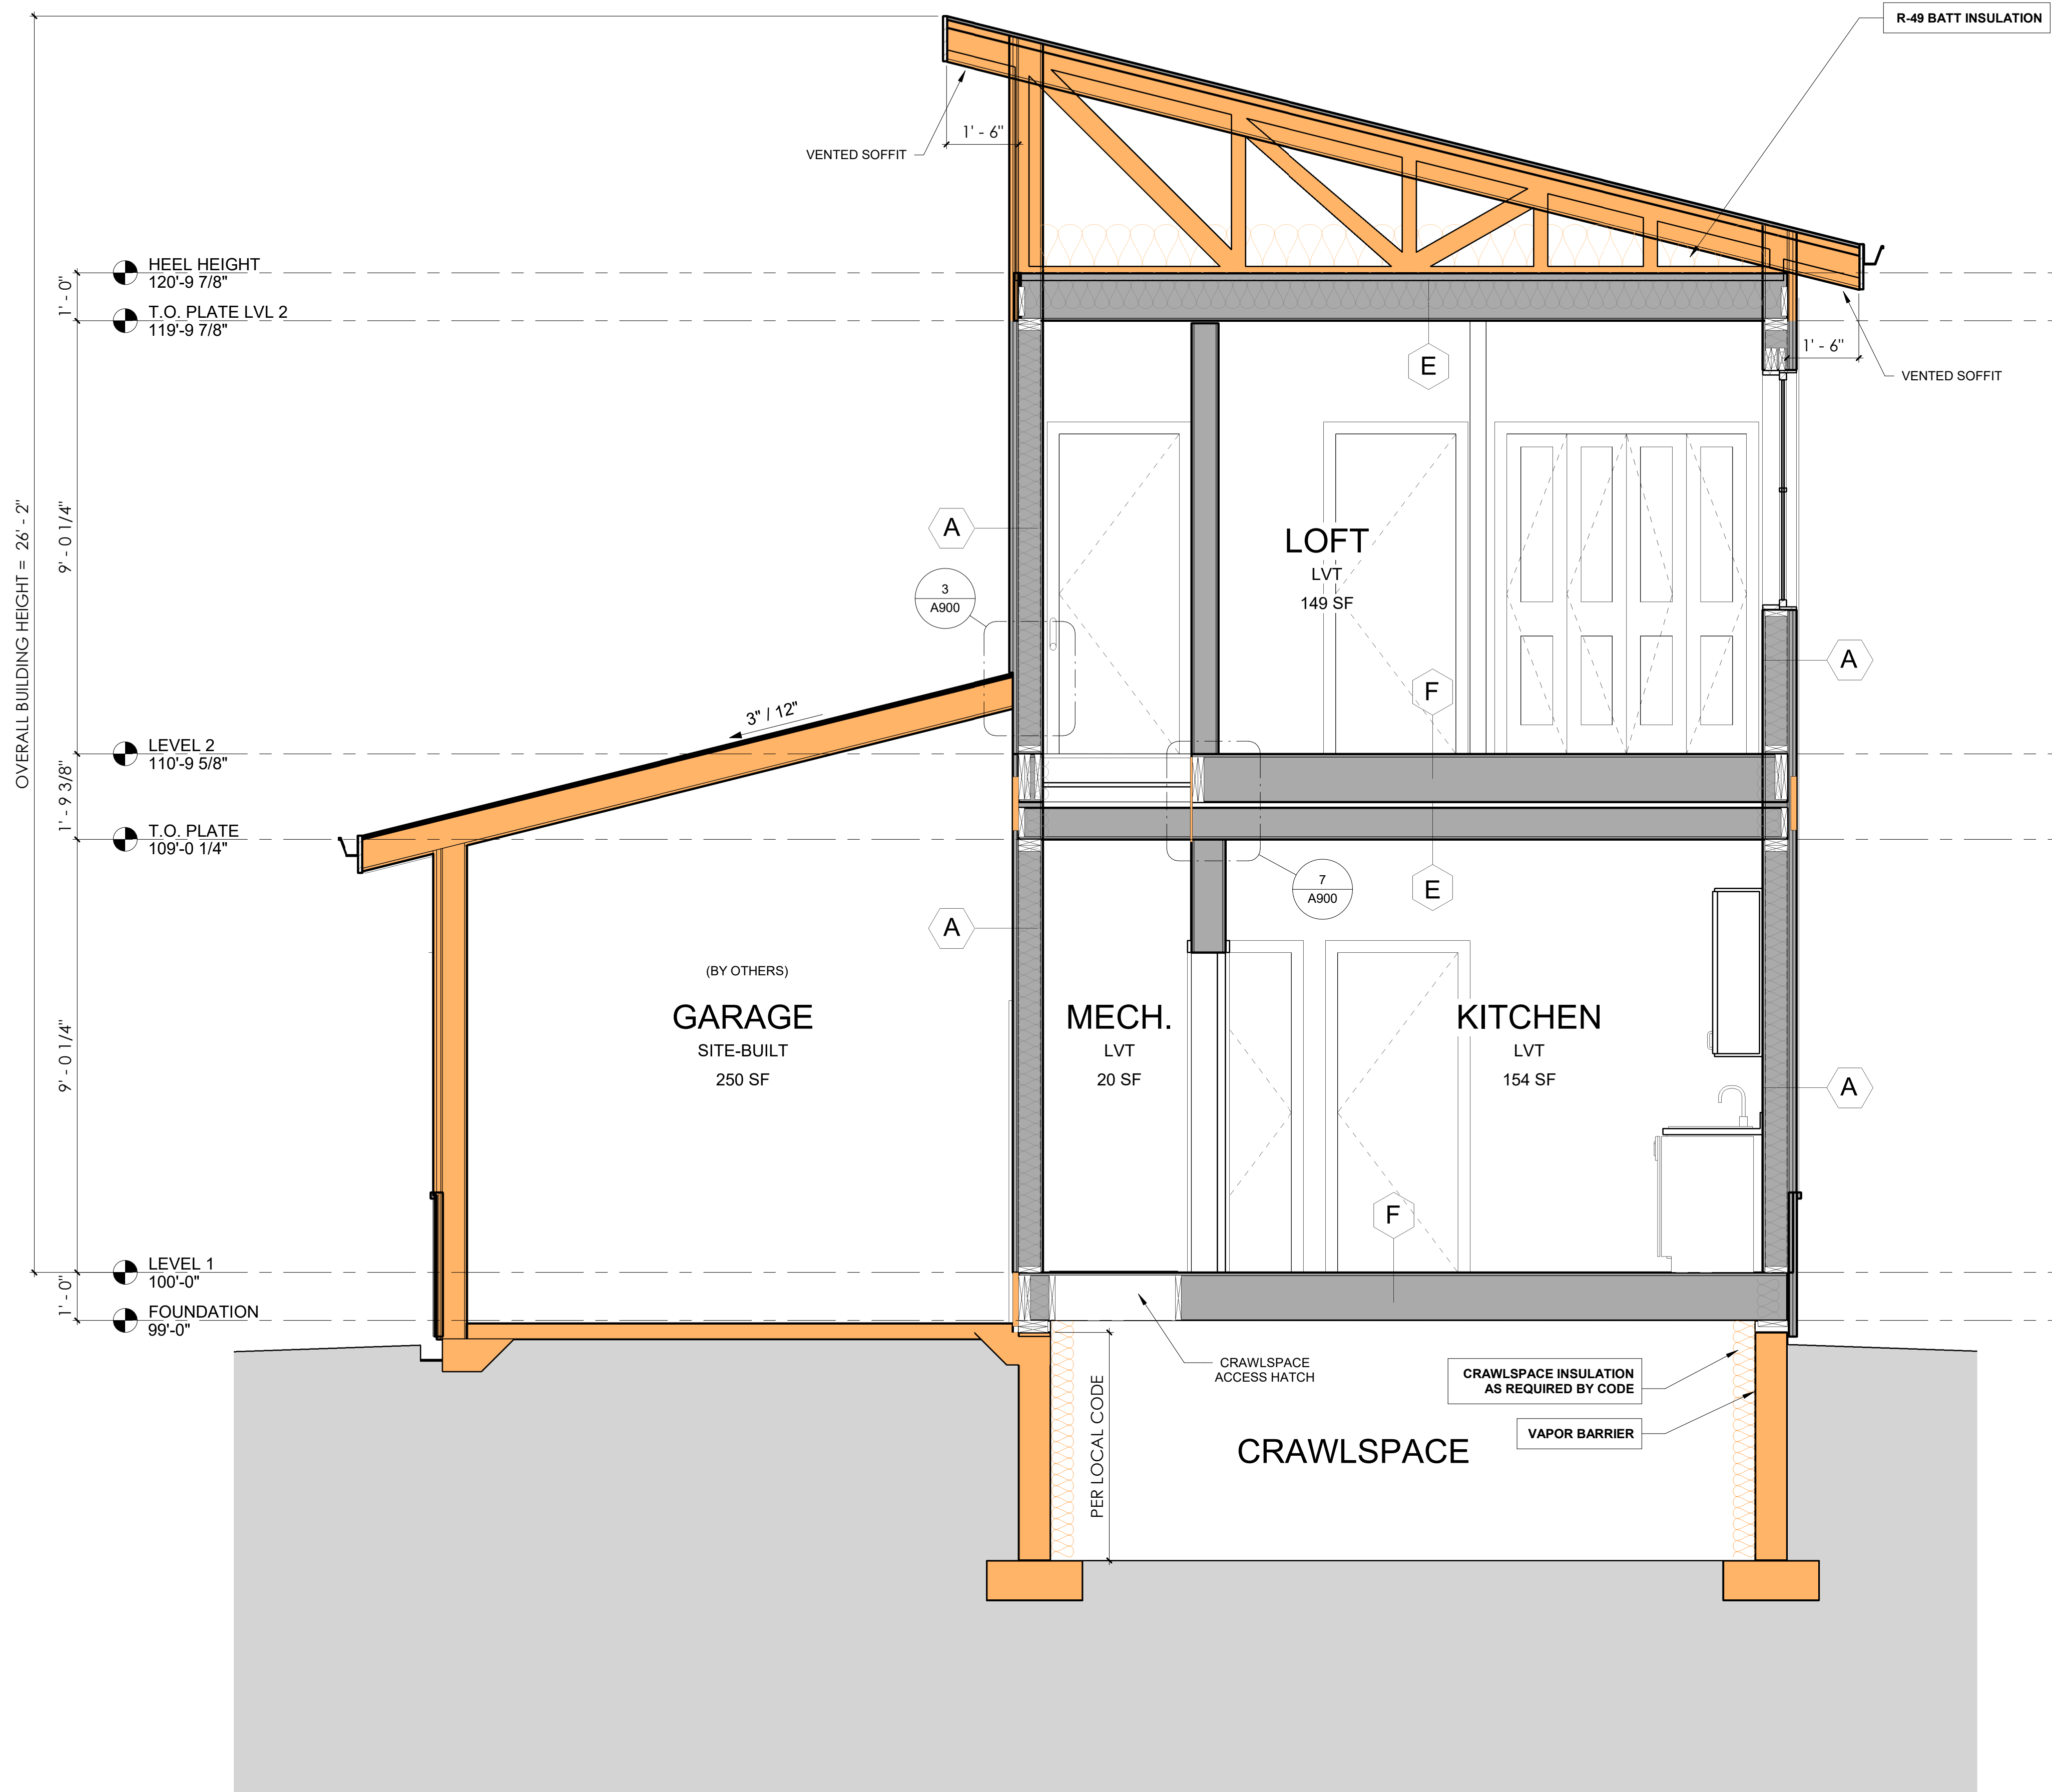 R-49 BATT INSULATION
1' - 6"
VENTED SOFFIT
HEEL HEIGHT
120'-9 7/8"
1' - 0"
T.O. PLATE LVL 2
119'-9 7/8"
1' - 6"
E
VENTED SOFFIT
OVERALL BUILDING HEIGHT = 26' - 2"
9' - 0 1/4"
A
LOFT
LVT
149 SF
3
A900
A
F
3" / 12"
LEVEL 2
110'-9 5/8"
1' - 9 3/8"
T.O. PLATE
109'-0 1/4"
7
A900
E
A
(BY OTHERS)
GARAGE
SITE-BUILT
250 SF
MECH.
LVT
20 SF
KITCHEN
LVT
154 SF
9' - 0 1/4"
A
F
LEVEL 1
100'-0"
1' - 0"
FOUNDATION
99'-0"
CRAWLSPACE
ACCESS HATCH
CRAWLSPACE INSULATION
AS REQUIRED BY CODE
VAPOR BARRIER
PER LOCAL CODE
CRAWLSPACE